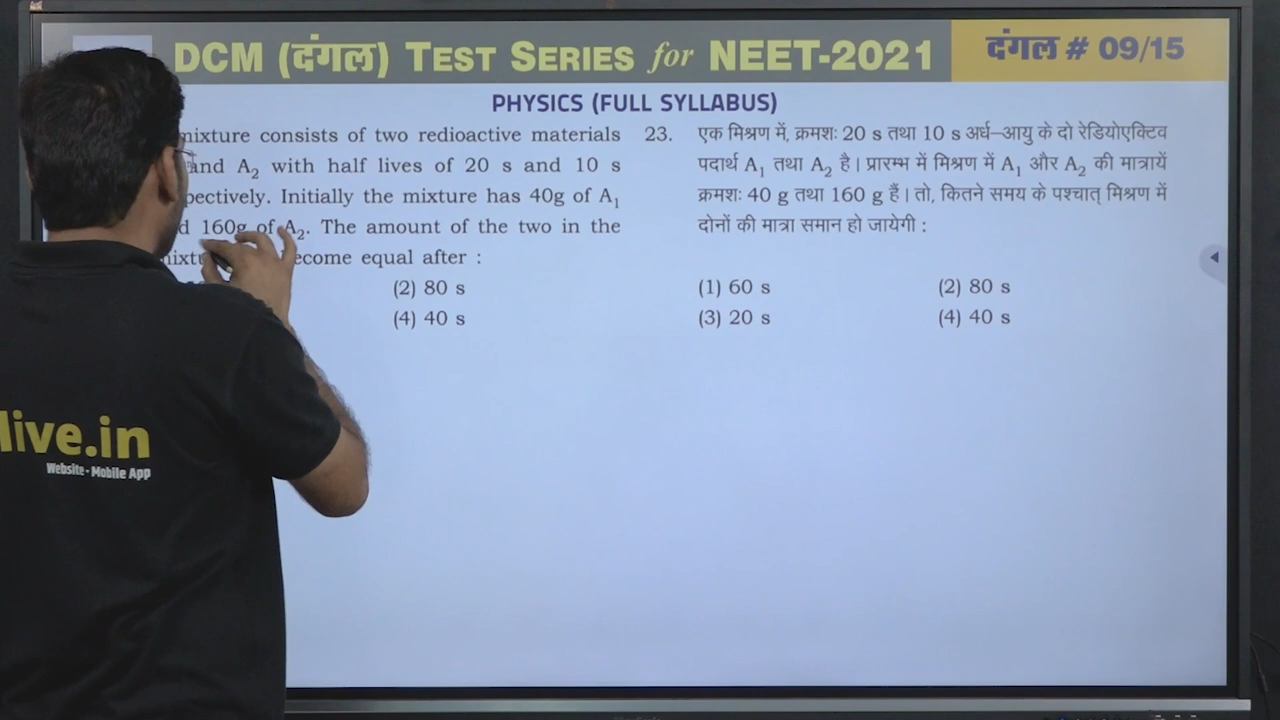 DCM (दंगल) TEST SERIES for NEET-2021
दंगल # 09/15
PHYSICS (FULL SYLLABUS)
mixture consists of two redioactive materials
and A₂ with half lives of 20 s and 10 s
pectively. Initially the mixture has 40g of A₁
160g of A₂. The amount of the two in the
ecome equal after :
(2) 80 s
(4) 40 s
23. एक मिश्रण में, क्रमशः 20 s तथा 10 s अर्ध–आयु के दो रेडियोएक्टिव
पदार्थ A₁ तथा A₂ है। प्रारम्भ में मिश्रण में A₁ और A₂ की मात्रायें
क्रमशः 40 g तथा 160 g हैं। तो, कितने समय के पश्चात् मिश्रण में
दोनों की मात्रा समान हो जायेगी :
(1) 60 s (2) 80 s
(3) 20 s (4) 40 s
live.in
Website • Mobile App